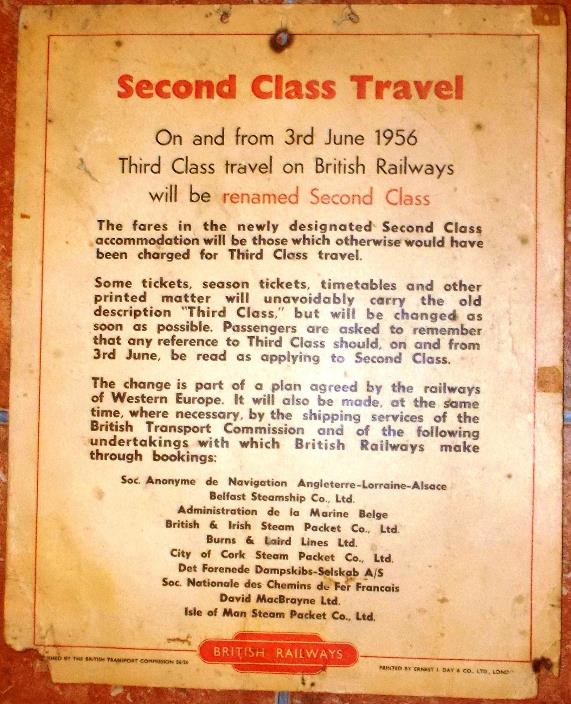 Second Class Travel
On and from 3rd June 1956
Third Class travel on British Railways
will be renamed Second Class
The fares in the newly designated Second Class
accommodation will be those which otherwise would have
been charged for Third Class travel.
Some tickets, season tickets, timetables and other
printed matter will unavoidably carry the old
description "Third Class," but will be changed as
soon as possible. Passengers are asked to remember
that any reference to Third Class should, on and from
3rd June, be read as applying to Second Class.
The change is part of a plan agreed by the railways
of Western Europe. It will also be made, at the same
time, where necessary, by the shipping services of the
British Transport Commission and of the following
undertakings with which British Railways make
through bookings:
Soc. Anonyme de Navigation Angleterre-Lorraine-Alsace
Belfast Steamship Co., Ltd.
Administration de la Marine Belge
British & Irish Steam Packet Co., Ltd.
Burns & Laird Lines Ltd.
City of Cork Steam Packet Co., Ltd.
Det Forenede Dampskibs-Selskab A/S
Soc. Nationale des Chemins de Fer Francais
David MacBrayne Ltd.
Isle of Man Steam Packet Co., Ltd.
BRITISH RAILWAYS
BY THE BRITISH TRANSPORT COMMISSION
PRINTED BY ERNEST J. DAY & CO., LTD.,